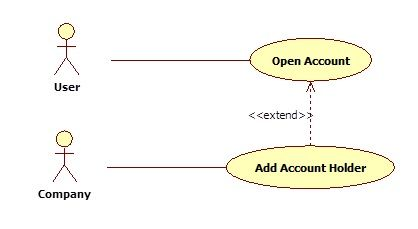 Open Account
User
<<extend>>
Add Account Holder
Company